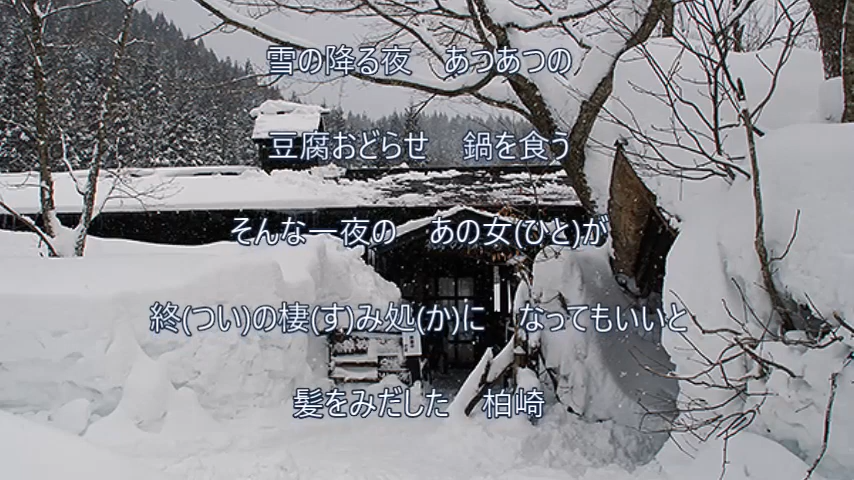 雪の降る夜　あつあつの
豆腐おどらせ　鍋を食う
そんな一夜の　あの女(ひと)が
終(つい)の棲(す)み処(か)に　なってもいいと
髪をみだした　柏崎